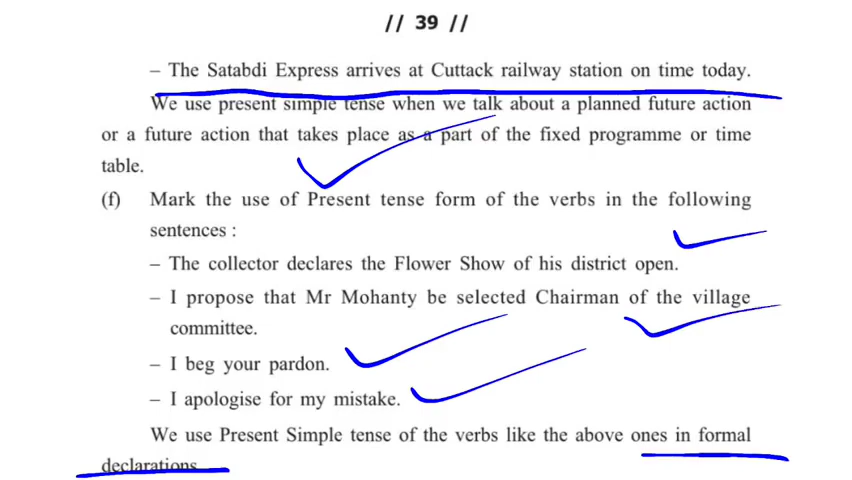 // 39 //
– The Satabdi Express arrives at Cuttack railway station on time today.
We use present simple tense when we talk about a planned future action
or a future action that takes place as a part of the fixed programme or time
table.
(f) Mark the use of Present tense form of the verbs in the following
sentences :
– The collector declares the Flower Show of his district open.
– I propose that Mr Mohanty be selected Chairman of the village
committee.
– I beg your pardon.
– I apologise for my mistake.
We use Present Simple tense of the verbs like the above ones in formal
declarations.